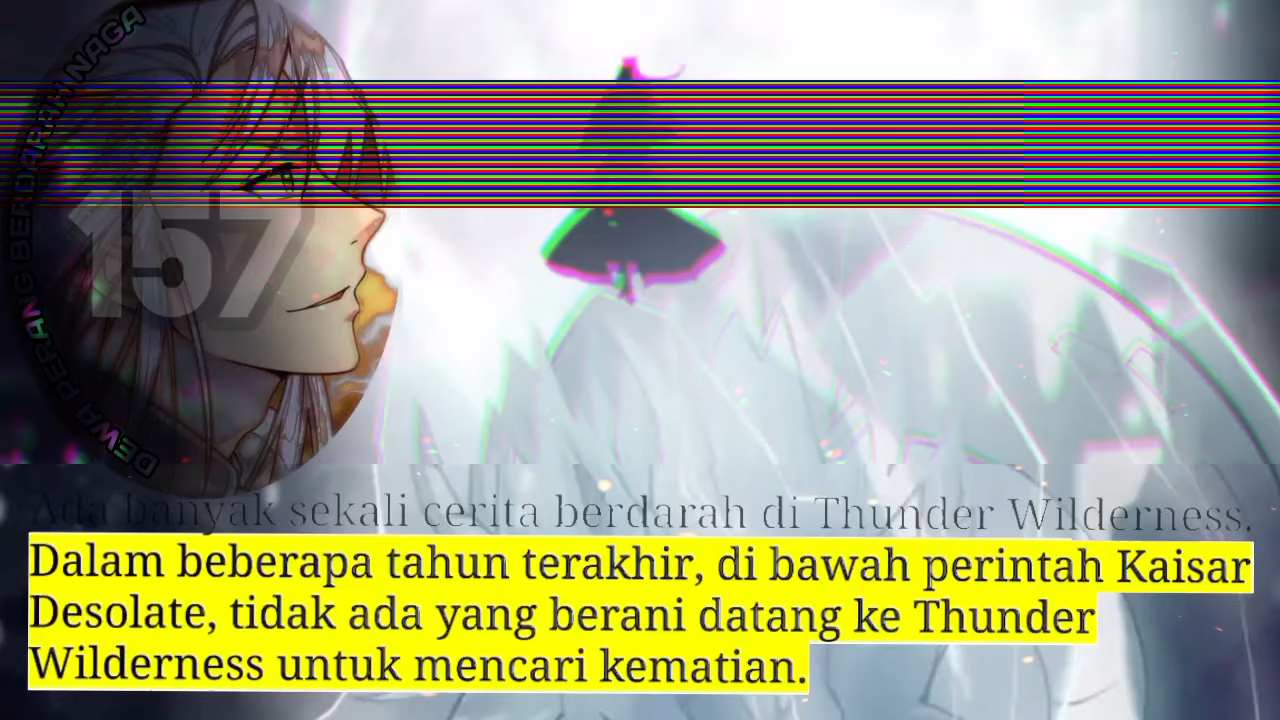 DEWA PERANG BERDARAH NAGA
157
Ada banyak sekali cerita berdarah di Thunder Wilderness.
Dalam beberapa tahun terakhir, di bawah perintah Kaisar
Desolate, tidak ada yang berani datang ke Thunder
Wilderness untuk mencari kematian.